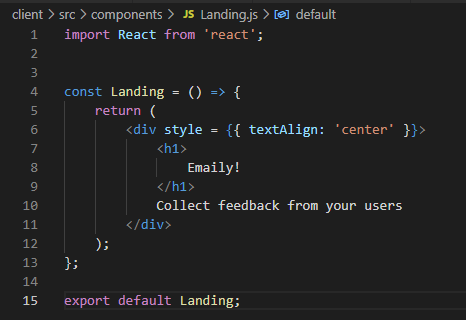 client > src > components > JS Landing.js > default
1 import React from 'react';
2
3
4 const Landing = () => {
5     return (
6         <div style = {{ textAlign: 'center' }}>
7             <h1>
8                 Emaily!
9             </h1>
10             Collect feedback from your users
11         </div>
12     );
13 };
14
15 export default Landing;